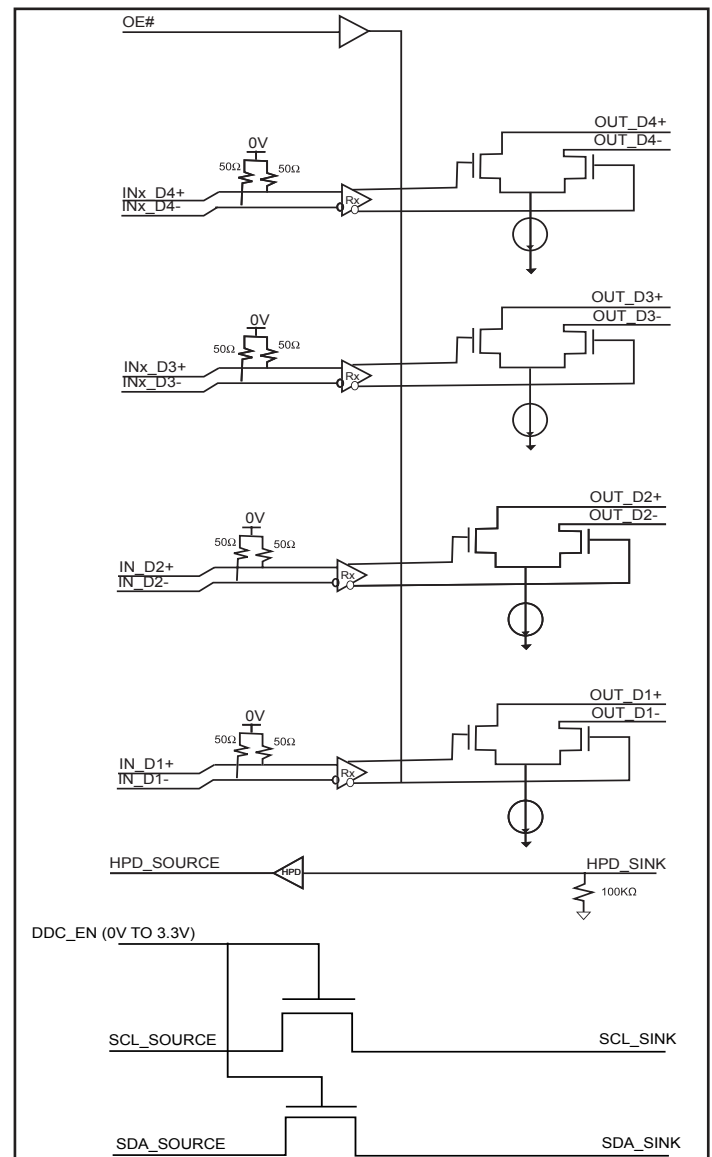 OE#
OUT_D4+
OUT_D4-
0V
50Ω
50Ω
INx_D4+
INx_D4-
Rx
OUT_D3+
OUT_D3-
0V
50Ω
50Ω
INx_D3+
INx_D3-
Rx
OUT_D2+
OUT_D2-
0V
50Ω
50Ω
IN_D2+
IN_D2-
Rx
OUT_D1+
OUT_D1-
0V
50Ω
50Ω
IN_D1+
IN_D1-
Rx
HPD_SOURCE
HPD
HPD_SINK
100KΩ
DDC_EN (0V TO 3.3V)
SCL_SOURCE
SCL_SINK
SDA_SOURCE
SDA_SINK